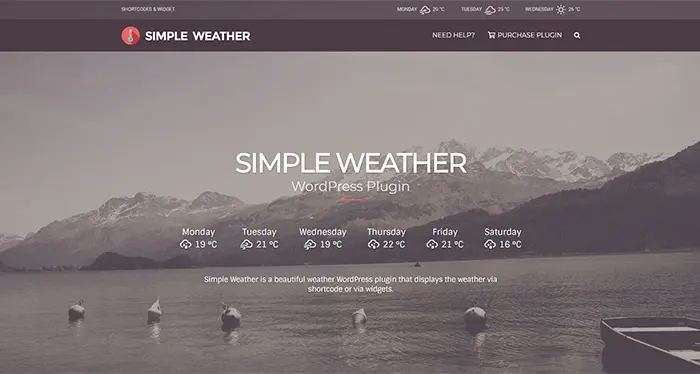 SHORTCODES & WIDGET MONDAY 20 °C TUESDAY 25 °C WEDNESDAY 26 °C
SIMPLE WEATHER NEED HELP? PURCHASE PLUGIN
SIMPLE WEATHER
WordPress Plugin
Monday Tuesday Wednesday Thursday Friday Saturday
19 ºC 21 ºC 19 ºC 22 ºC 21 ºC 16 ºC
Simple Weather is a beautiful weather WordPress plugin that displays the weather via
shortcode or via widgets.